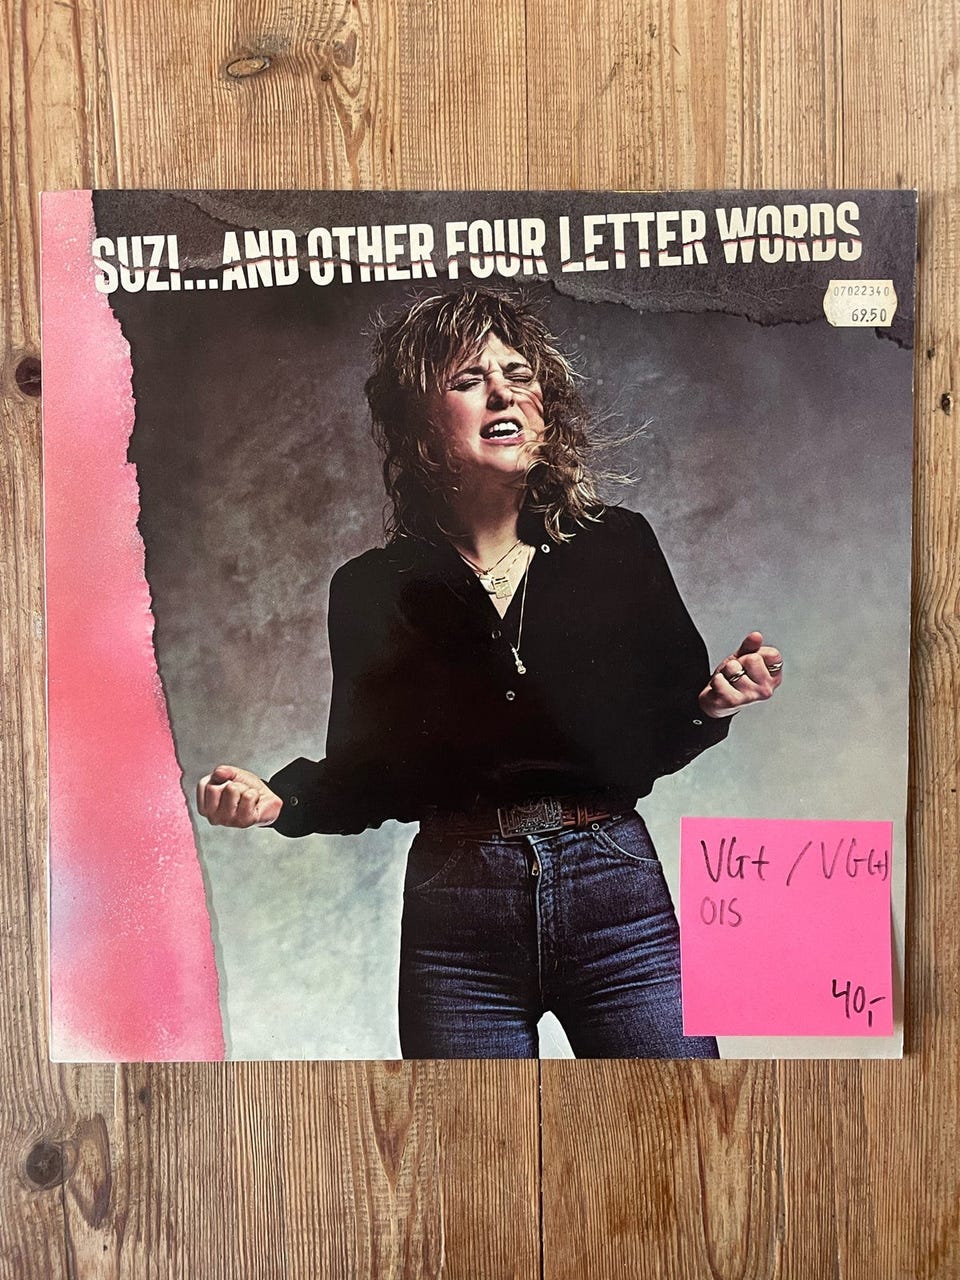 SUZI...AND OTHER FOUR LETTER WORDS
07022340
69.50
VG+ / VG(+)
OIS
40,-